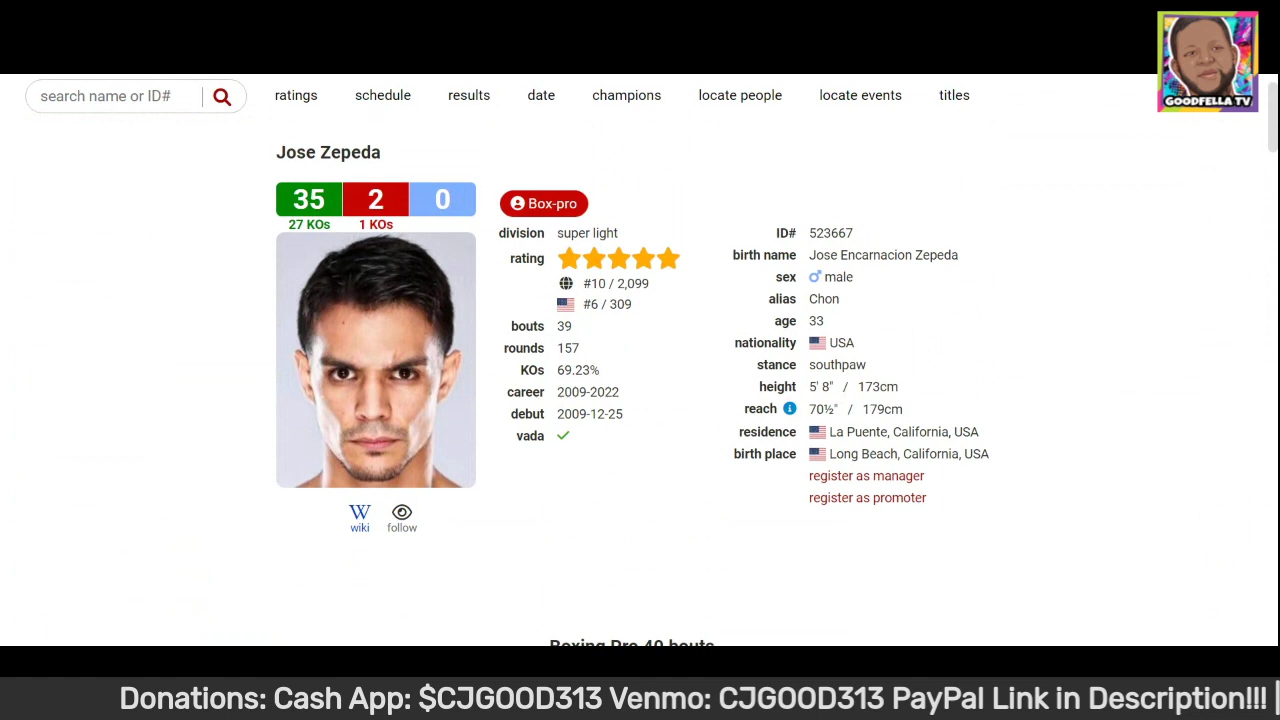 GOODFELLA TV
search name or ID#
ratings schedule results date champions locate people locate events titles
Jose Zepeda
35 2 0
27 KOs 1 KOs
Box-pro
division super light
rating
#10 / 2,099
#6 / 309
bouts 39
rounds 157
KOs 69.23%
career 2009-2022
debut 2009-12-25
vada
ID# 523667
birth name Jose Encarnacion Zepeda
sex male
alias Chon
age 33
nationality USA
stance southpaw
height 5' 8" / 173cm
reach 70½" / 179cm
residence La Puente, California, USA
birth place Long Beach, California, USA
register as manager
register as promoter
W
wiki follow
Boxing Pro 40 bouts
Donations: Cash App: $CJGOOD313 Venmo: CJGOOD313 PayPal Link in Description!!!